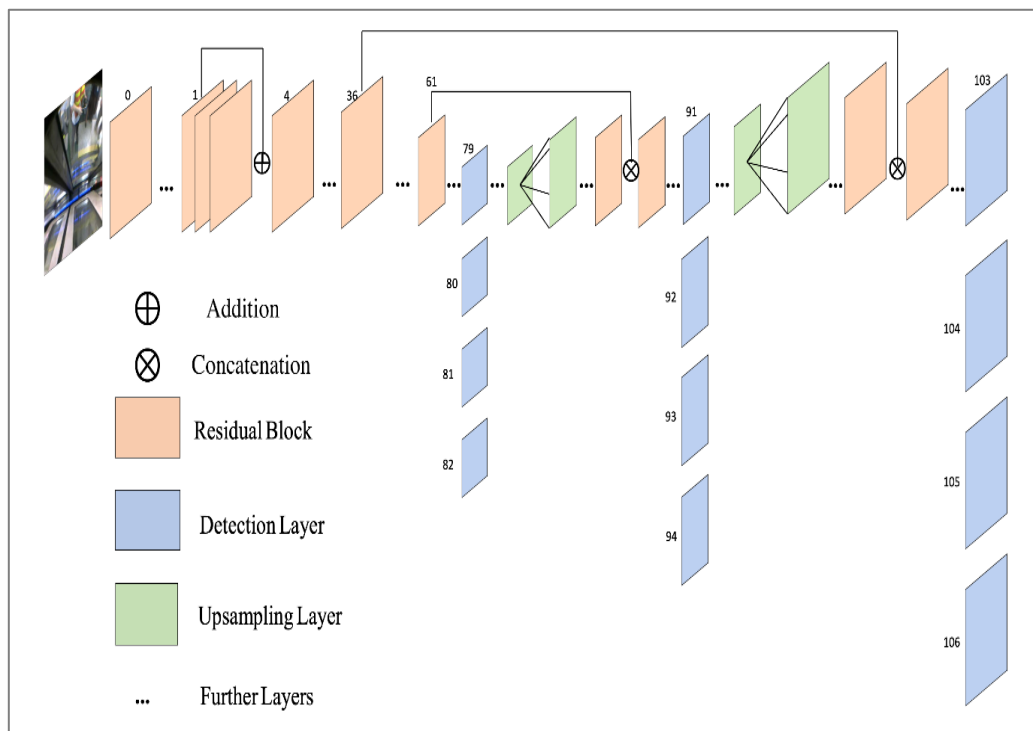 0
1
4
36
61
79
91
103
80
81
82
92
93
94
104
105
106
Addition
Concatenation
Residual Block
Detection Layer
Upsampling Layer
... Further Layers